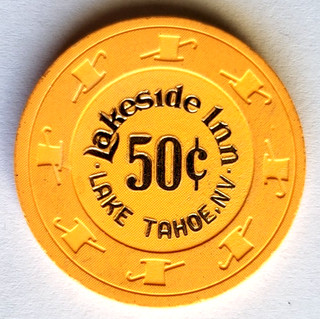 Lakeside Inn
50¢
LAKE TAHOE, NV